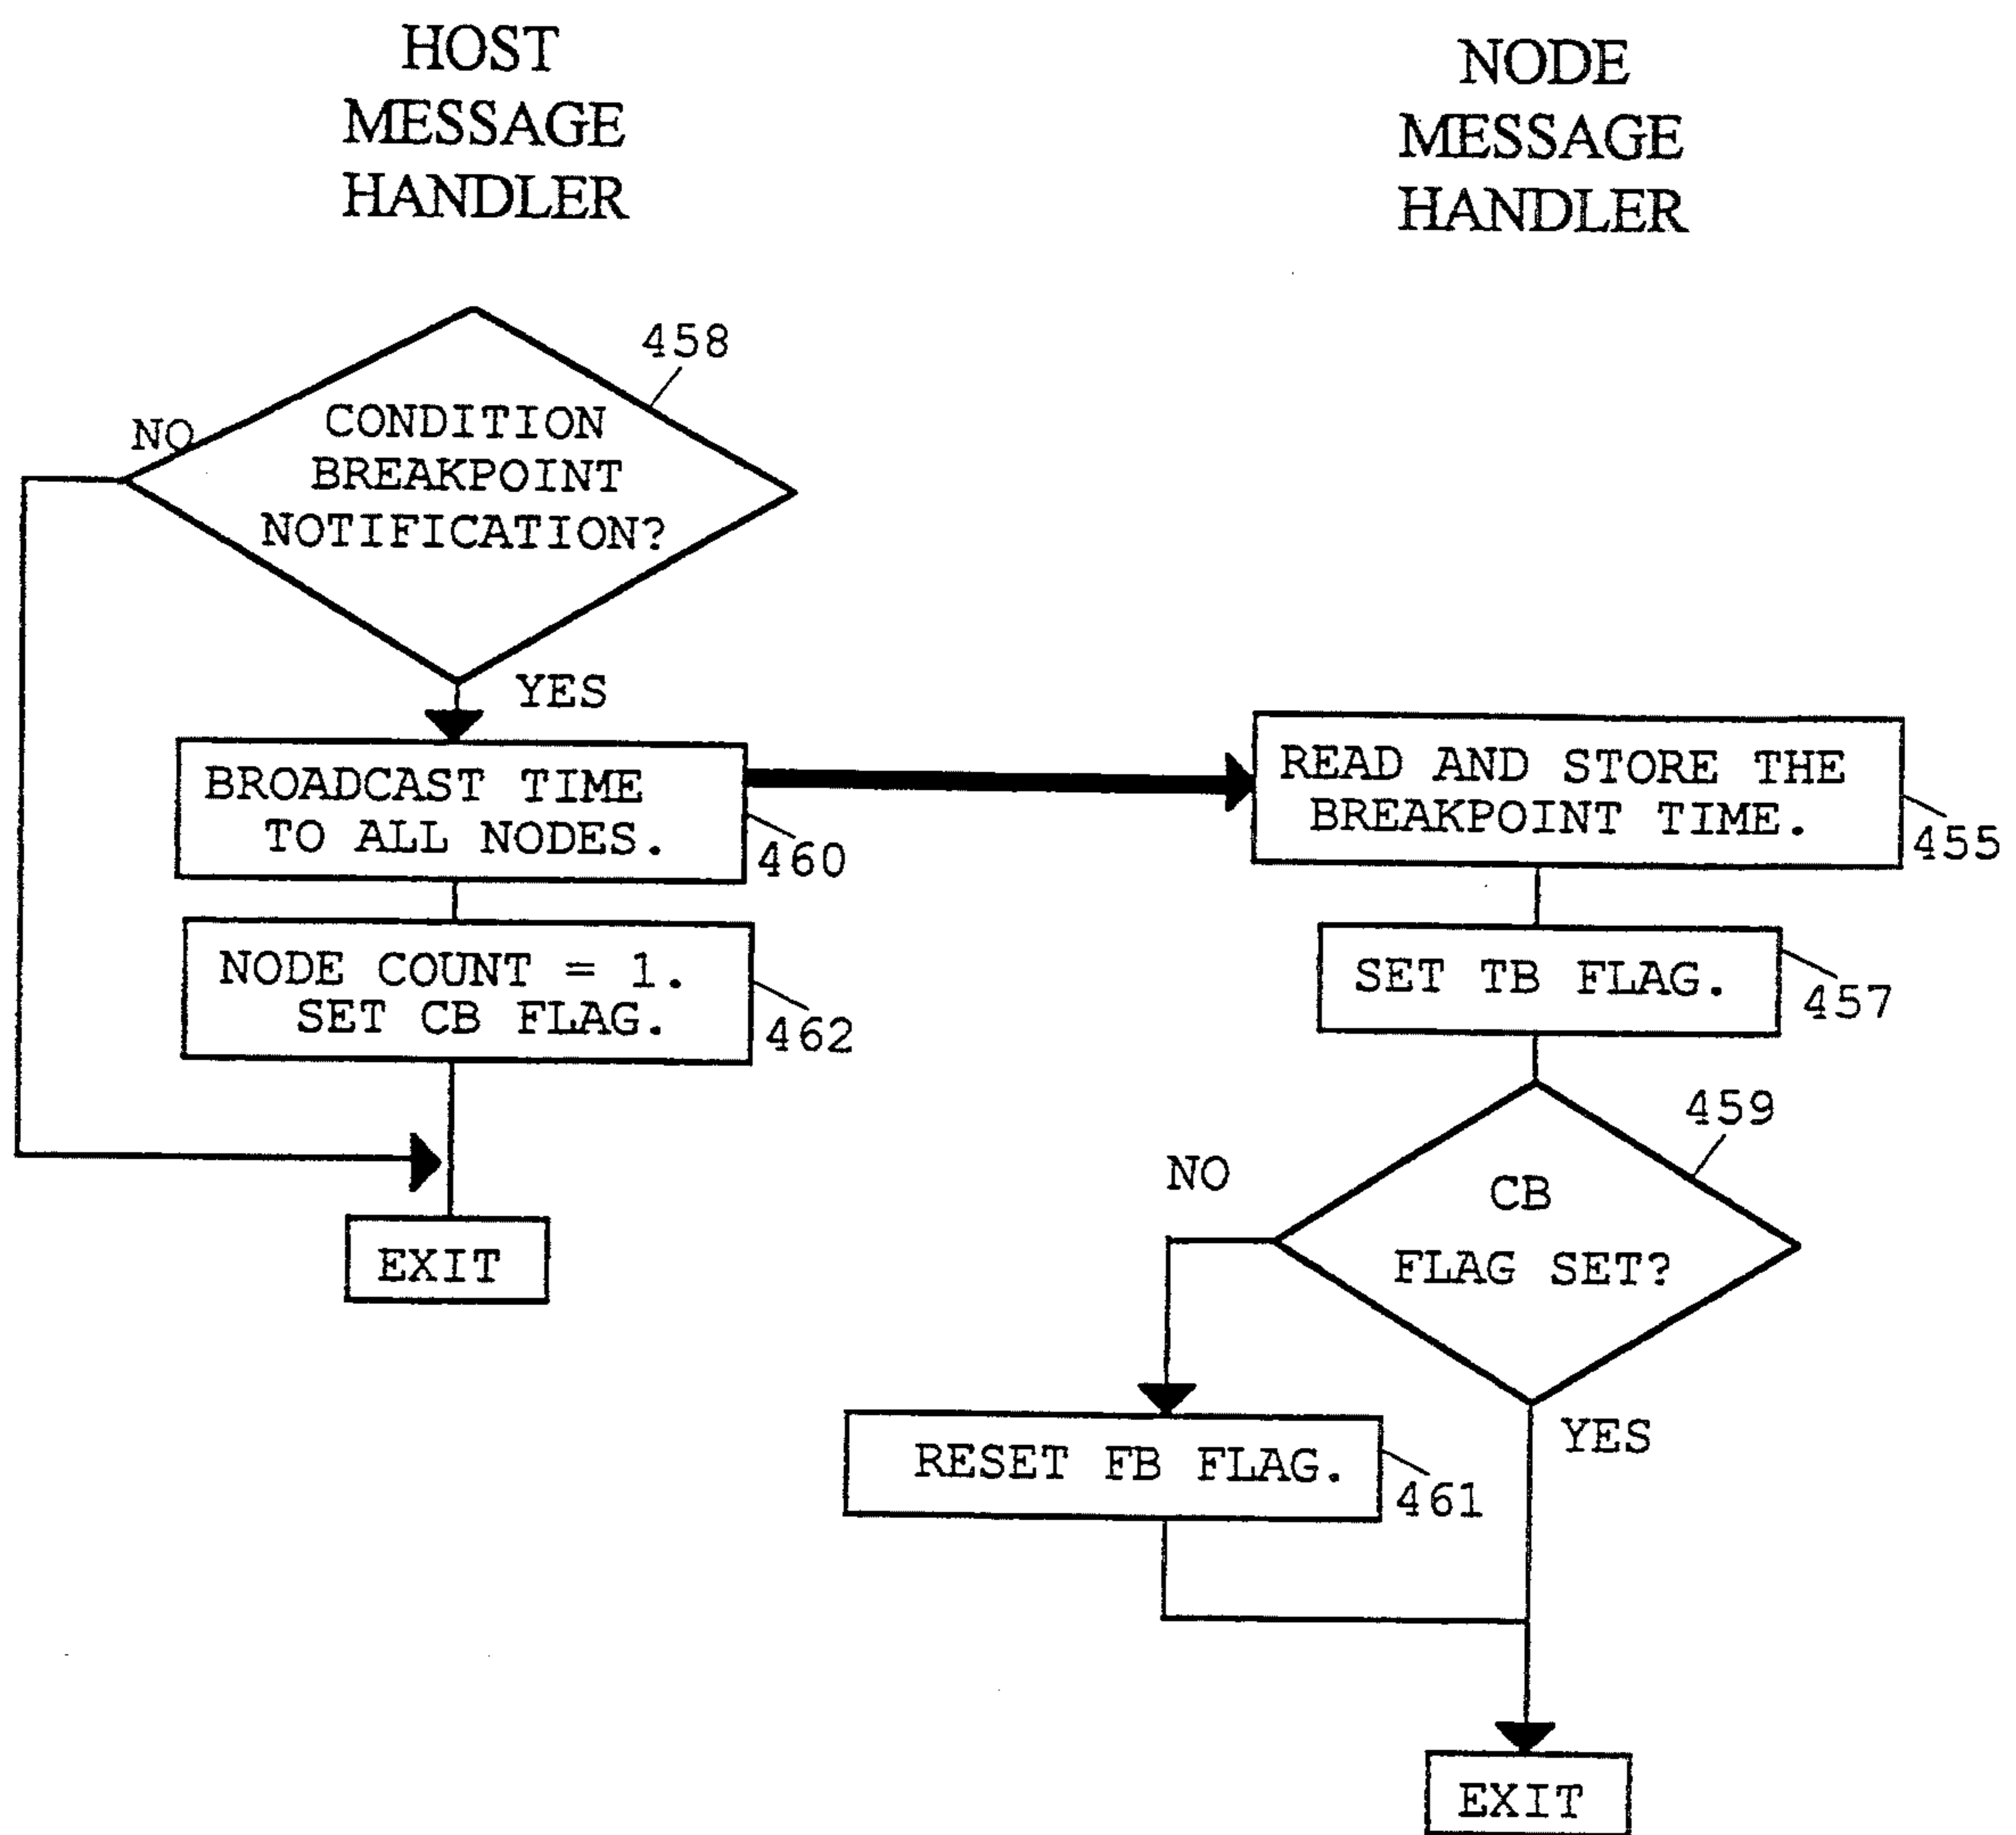 HOST
MESSAGE
HANDLER
NODE
MESSAGE
HANDLER
458
NO
CONDITION
BREAKPOINT
NOTIFICATION?
YES
BROADCAST TIME
TO ALL NODES.
460
NODE COUNT = 1.
SET CB FLAG.
462
EXIT
READ AND STORE THE
BREAKPOINT TIME.
455
SET TB FLAG.
457
459
NO
CB
FLAG SET?
YES
RESET FB FLAG.
461
EXIT